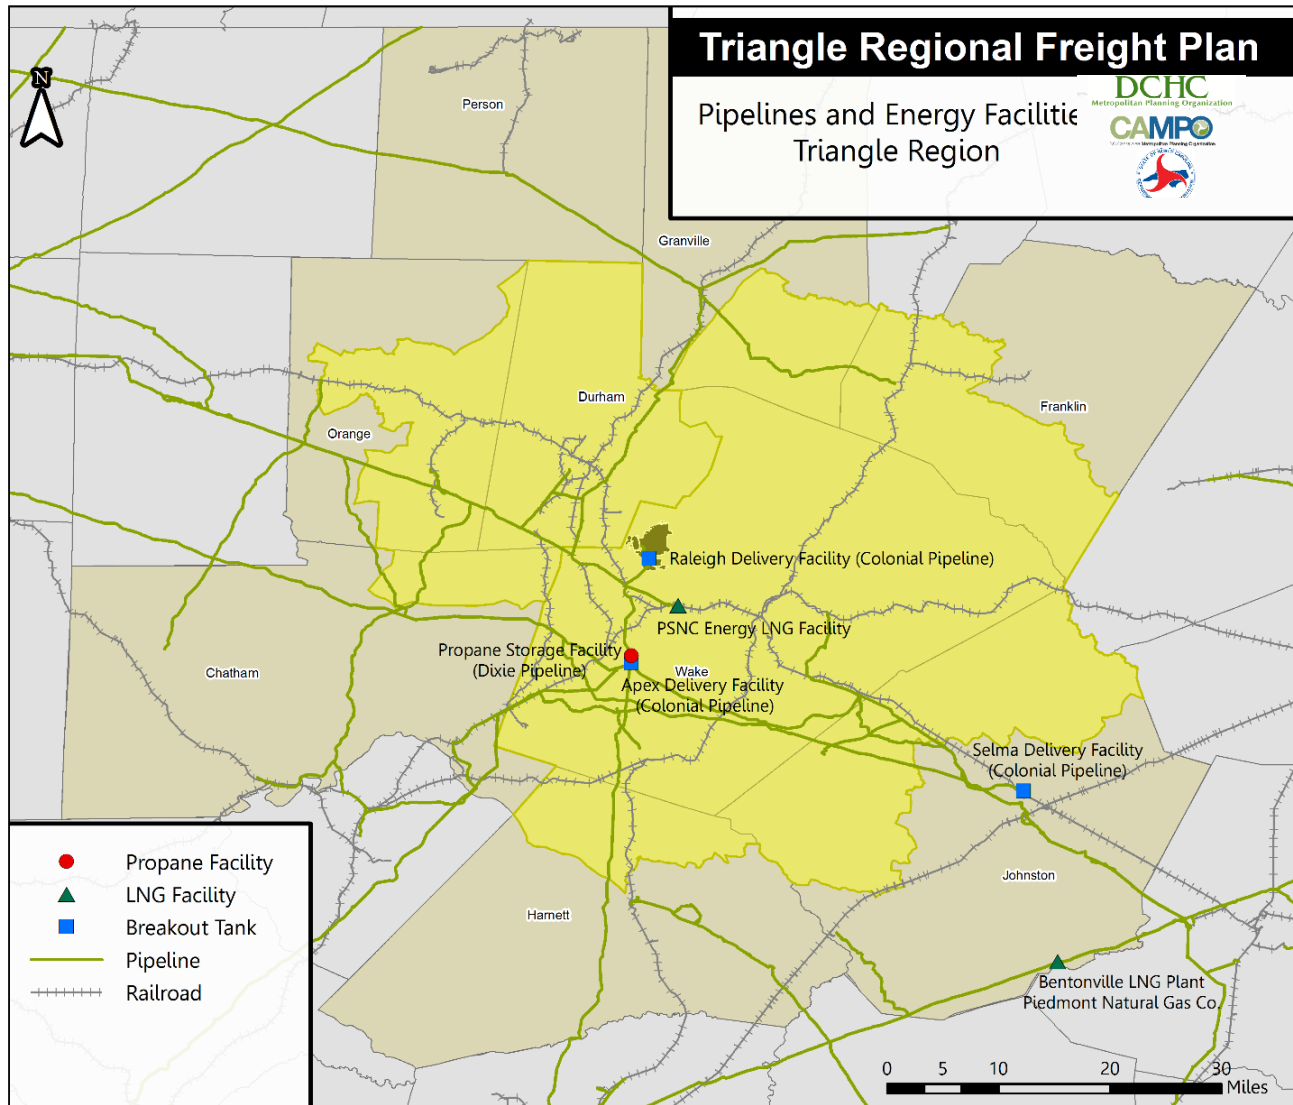 Triangle Regional Freight Plan
Pipelines and Energy Facilitie
Triangle Region
DCHC
Metropolitan Planning Organization
CAMPO
N
Person
Granville
Durham
Franklin
Orange
Raleigh Delivery Facility (Colonial Pipeline)
PSNC Energy LNG Facility
Propane Storage Facility
(Dixie Pipeline)
Wake
Chatham
Apex Delivery Facility
(Colonial Pipeline)
Selma Delivery Facility
(Colonial Pipeline)
Johnston
Harnett
Bentonville LNG Plant
Piedmont Natural Gas Co.
Propane Facility
LNG Facility
Breakout Tank
Pipeline
Railroad
0 5 10 20 30
Miles